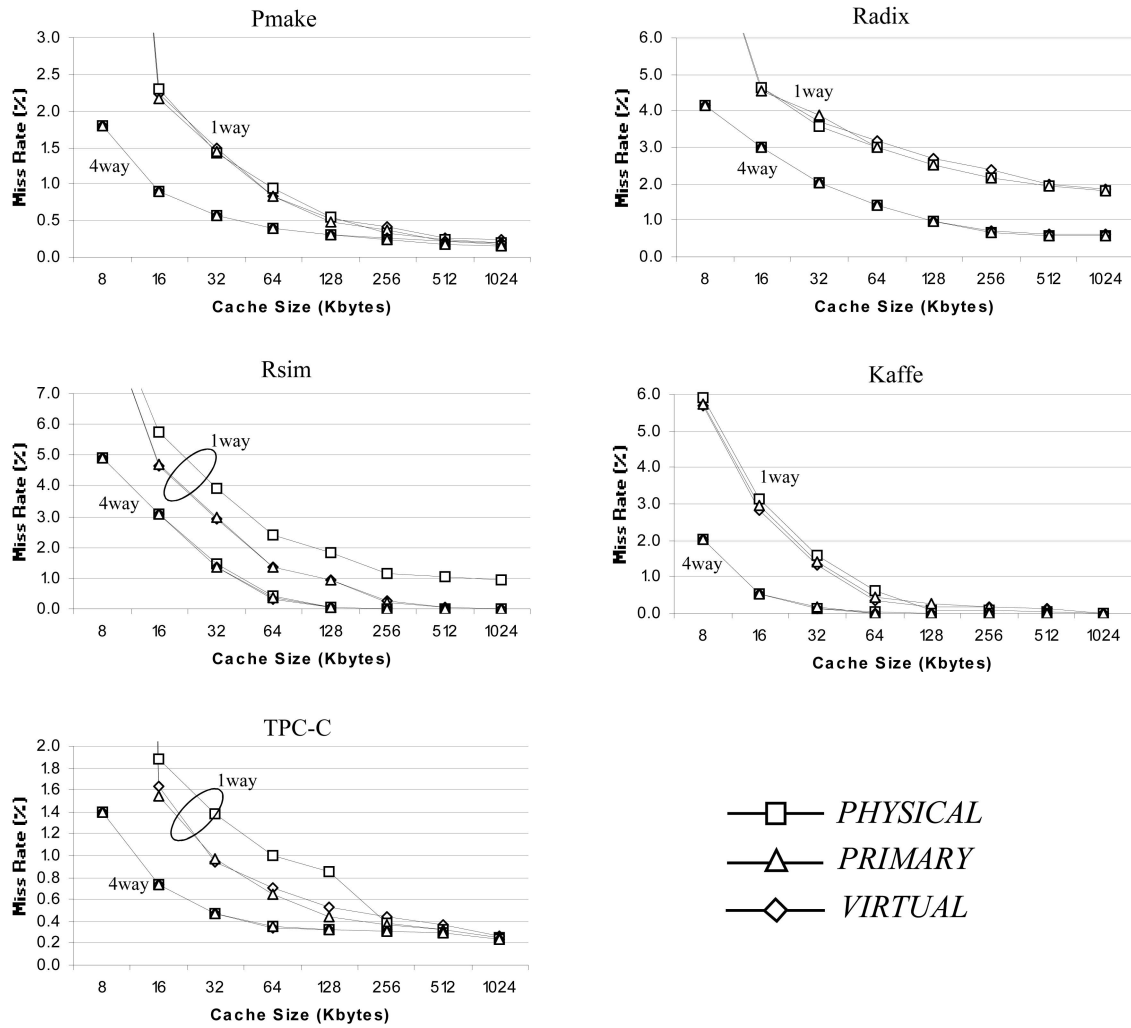 Pmake
3.0
2.5
2.0
1.5
1.0
0.5
0.0
Miss Rate (%)
1way
4way
8 16 32 64 128 256 512 1024
Cache Size (Kbytes)
Radix
6.0
5.0
4.0
3.0
2.0
1.0
0.0
Miss Rate (%)
1way
4way
8 16 32 64 128 256 512 1024
Cache Size (Kbytes)
Rsim
7.0
6.0
5.0
4.0
3.0
2.0
1.0
0.0
Miss Rate (%)
1way
4way
8 16 32 64 128 256 512 1024
Cache Size (Kbytes)
Kaffe
6.0
5.0
4.0
3.0
2.0
1.0
0.0
Miss Rate (%)
1way
4way
8 16 32 64 128 256 512 1024
Cache Size (Kbytes)
TPC-C
2.0
1.8
1.6
1.4
1.2
1.0
0.8
0.6
0.4
0.2
0.0
Miss Rate (%)
1way
4way
8 16 32 64 128 256 512 1024
Cache Size (Kbytes)
PHYSICAL
PRIMARY
VIRTUAL